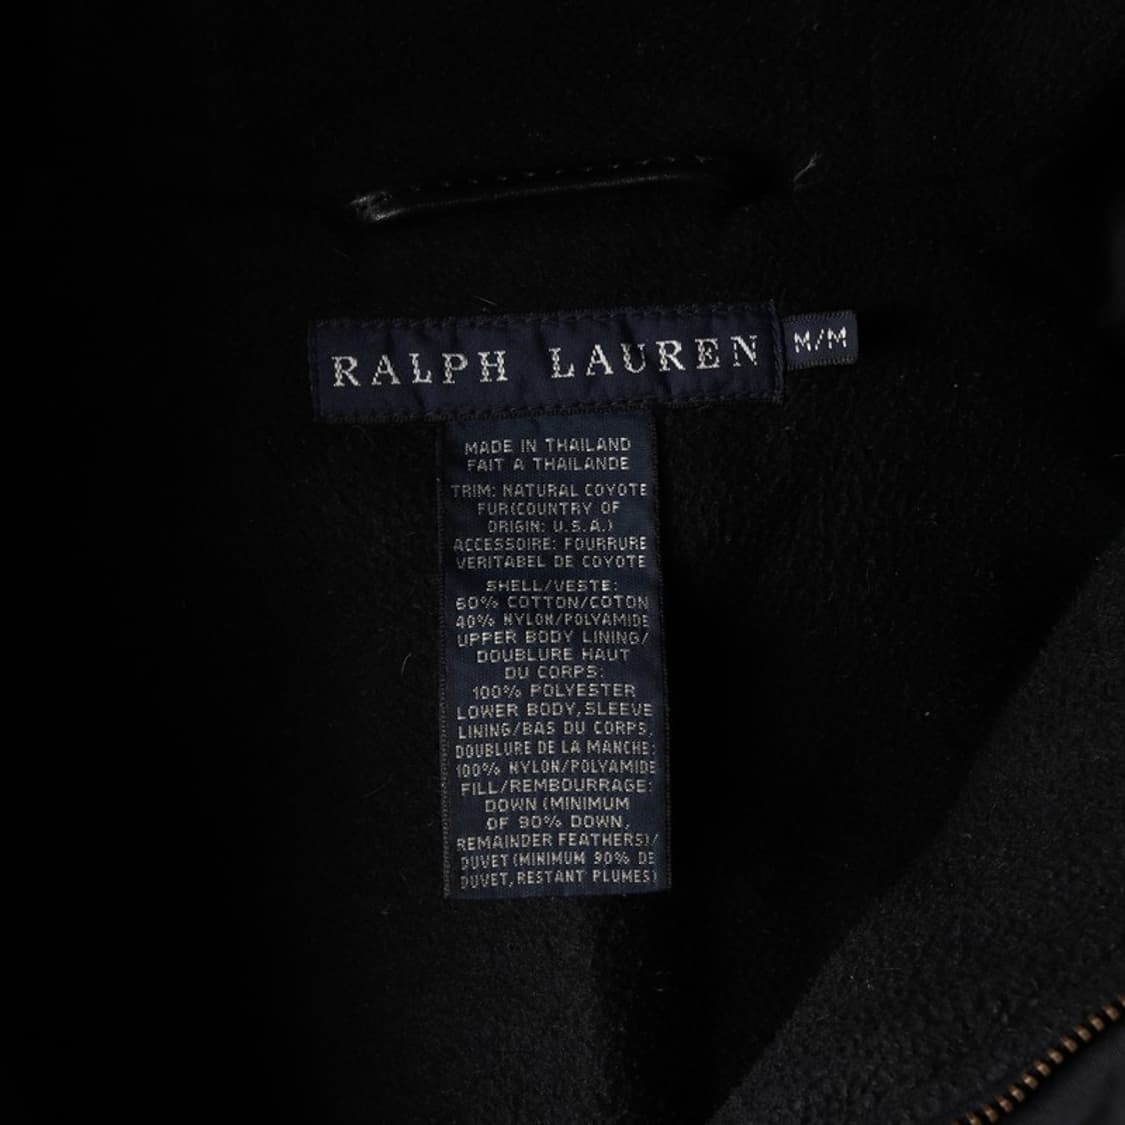 RALPH LAUREN
M/M
MADE IN THAILAND
FAIT A THAILANDE
TRIM: NATURAL COYOTE
FUR(COUNTRY OF
ORIGIN: U.S.A.)
ACCESSOIRE: FOURRURE
VERITABEL DE COYOTE
SHELL/VESTE:
60% COTTON/COTON
40% NYLON/POLYAMIDE
UPPER BODY LINING/
DOUBLURE HAUT
DU CORPS:
100% POLYESTER
LOWER BODY,SLEEVE
LINING/BAS DU CORPS,
DOUBLURE DE LA MANCHE:
100% NYLON/POLYAMIDE
FILL/REMBOURRAGE:
DOWN (MINIMUM
OF 90% DOWN,
REMAINDER FEATHERS)/
DUVET (MINIMUM 90% DE
DUVET, RESTANT PLUMES)